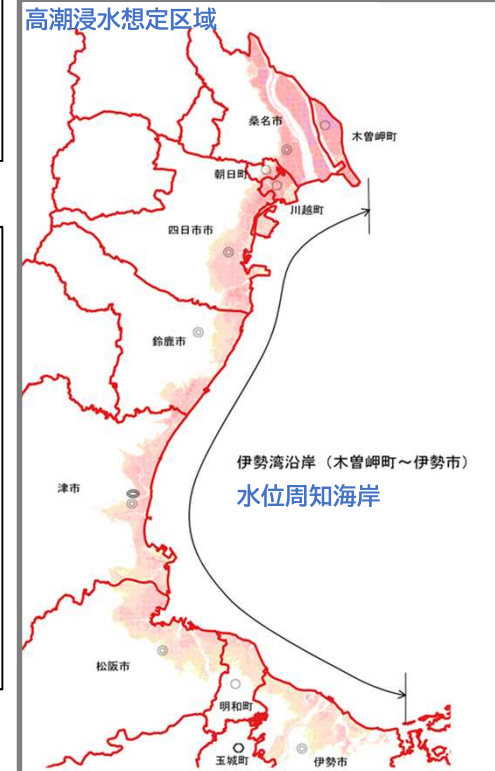 高潮浸水想定区域
桑名市
木曽岬町
朝日町
川越町
四日市市
鈴鹿市
伊勢湾沿岸（木曽岬町～伊勢市）
水位周知海岸
津市
松阪市
明和町
玉城町
伊勢市